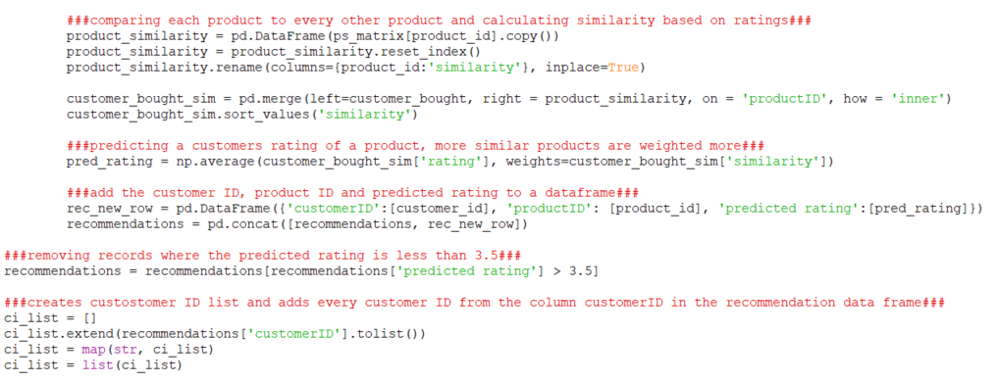 ###comparing each product to every other product and calculating similarity based on ratings###
product_similarity = pd.DataFrame(ps_matrix[product_id].copy())
product_similarity = product_similarity.reset_index()
product_similarity.rename(columns={product_id:'similarity'}, inplace=True)
customer_bought_sim = pd.merge(left=customer_bought, right = product_similarity, on = 'productID', how = 'inner')
customer_bought_sim.sort_values('similarity')
###predicting a customers rating of a product, more similar products are weighted more###
pred_rating = np.average(customer_bought_sim['rating'], weights=customer_bought_sim['similarity'])
###add the customer ID, product ID and predicted rating to a dataframe###
rec_new_row = pd.DataFrame({'customerID':[customer_id], 'productID': [product_id], 'predicted rating':[pred_rating]})
recommendations = pd.concat([recommendations, rec_new_row])
###removing records where the predicted rating is less than 3.5###
recommendations = recommendations[recommendations['predicted rating'] > 3.5]
###creates custostomer ID list and adds every customer ID from the column customerID in the recommendation data frame###
ci_list = []
ci_list.extend(recommendations['customerID'].tolist())
ci_list = map(str, ci_list)
ci_list = list(ci_list)